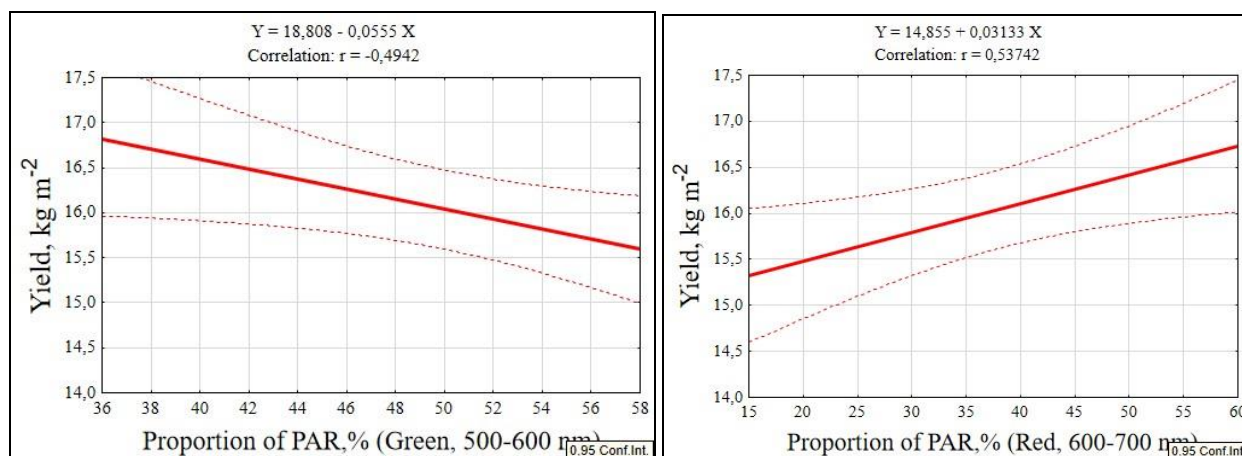 Y = 18,808 - 0,0555 X
Correlation: r = -0,4942
17,5
17,0
16,5
16,0
15,5
15,0
14,5
14,0
Yield, kg m-2
36 38 40 42 44 46 48 50 52 54 56 58
Proportion of PAR,% (Green, 500-600 nm)
0.95 Conf.Int.
Y = 14,855 + 0,03133 X
Correlation: r = 0,53742
17,5
17,0
16,5
16,0
15,5
15,0
14,5
14,0
Yield, kg m-2
15 20 25 30 35 40 45 50 55 60
Proportion of PAR,% (Red, 600-700 nm)
0.95 Conf.Int